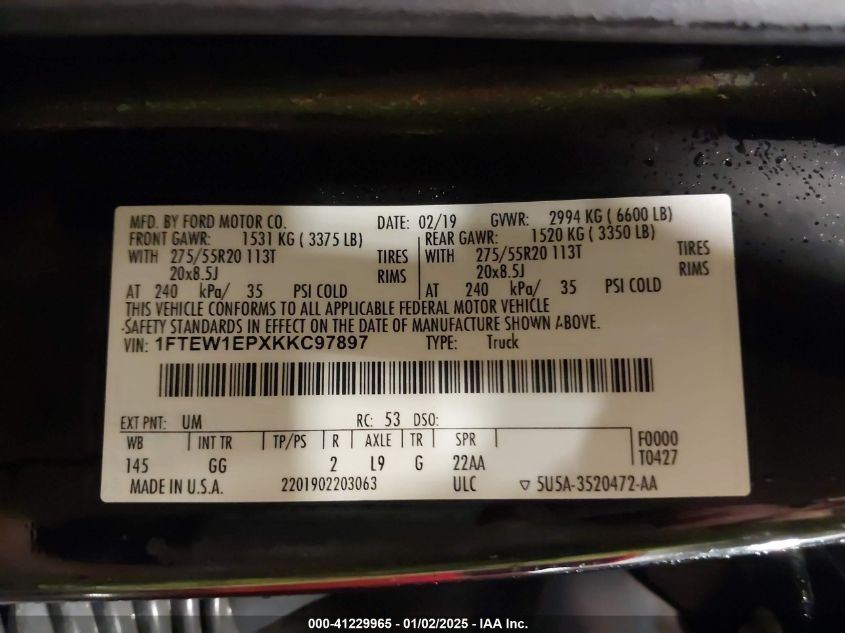 MFD. BY FORD MOTOR CO. DATE: 02/19 GVWR: 2994 KG ( 6600 LB)
FRONT GAWR: 1531 KG ( 3375 LB) REAR GAWR: 1520 KG ( 3350 LB)
WITH 275/55R20 113T TIRES WITH 275/55R20 113T TIRES
20x8.5J RIMS 20x8.5J RIMS
AT 240 kPa/ 35 PSI COLD AT 240 kPa/ 35 PSI COLD
THIS VEHICLE CONFORMS TO ALL APPLICABLE FEDERAL MOTOR VEHICLE
SAFETY STANDARDS IN EFFECT ON THE DATE OF MANUFACTURE SHOWN ABOVE.
VIN: 1FTEW1EPXKKC97897 TYPE: Truck
EXT PNT: UM RC: 53 DSO:
WB INT TR TP/PS R AXLE TR SPR F0000
145 GG 2 L9 G 22AA T0427
MADE IN U.S.A. 2201902203063 ULC ▽ 5U5A-3520472-AA
000-41229965 - 01/02/2025 - IAA Inc.